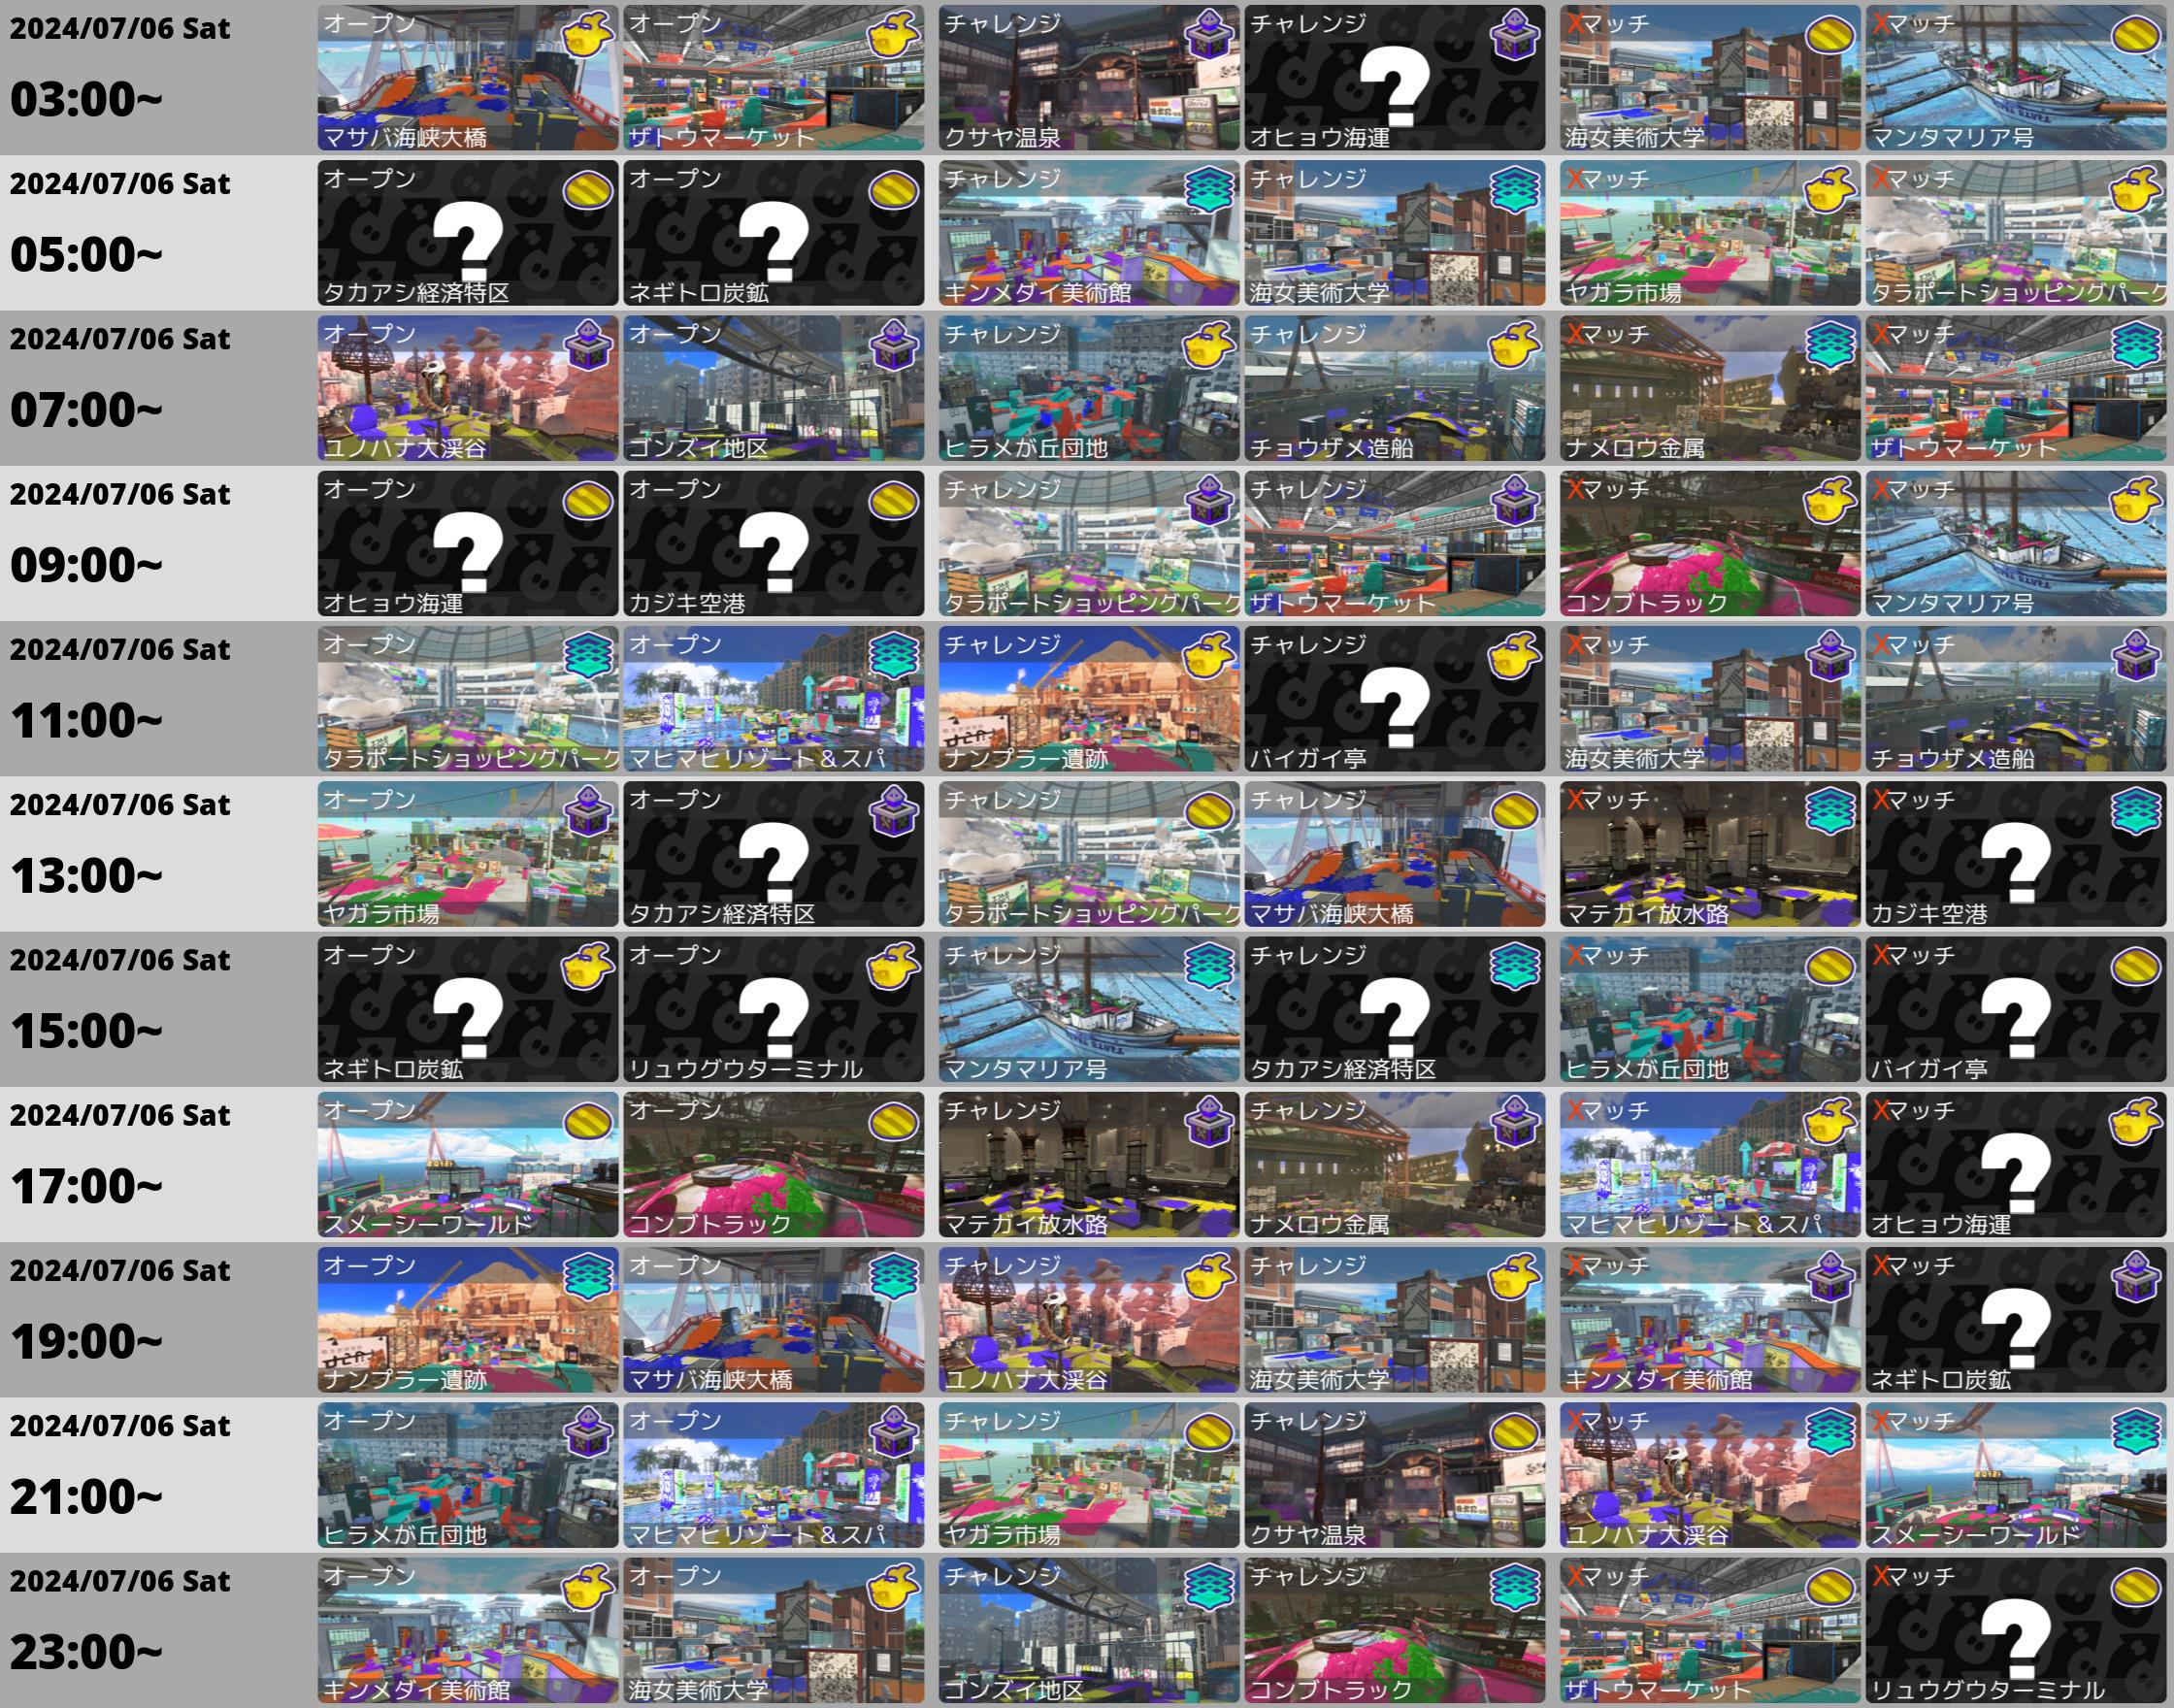 2024/07/06 Sat
03:00~
オープン
マサバ海峡大橋
オープン
ザトウマーケット
チャレンジ
クサヤ温泉
チャレンジ
オヒョウ海運
Xマッチ
海女美術大学
Xマッチ
マンタマリア号
2024/07/06 Sat
05:00~
オープン
タカアシ経済特区
オープン
ネギトロ炭鉱
チャレンジ
キンメダイ美術館
チャレンジ
海女美術大学
Xマッチ
ヤガラ市場
Xマッチ
タラポートショッピングパーク
2024/07/06 Sat
07:00~
オープン
ユノハナ大渓谷
オープン
ゴンズイ地区
チャレンジ
ヒラメが丘団地
チャレンジ
チョウザメ造船
Xマッチ
ナメロウ金属
Xマッチ
ザトウマーケット
2024/07/06 Sat
09:00~
オープン
オヒョウ海運
オープン
カジキ空港
チャレンジ
タラポートショッピングパーク
チャレンジ
ザトウマーケット
Xマッチ
コンブトラック
Xマッチ
マンタマリア号
2024/07/06 Sat
11:00~
オープン
タラポートショッピングパーク
オープン
マヒマヒリゾート＆スパ
チャレンジ
ナンプラー遺跡
チャレンジ
バイガイ亭
Xマッチ
海女美術大学
Xマッチ
チョウザメ造船
2024/07/06 Sat
13:00~
オープン
ヤガラ市場
オープン
タカアシ経済特区
チャレンジ
タラポートショッピングパーク
チャレンジ
マサバ海峡大橋
Xマッチ
マテガイ放水路
Xマッチ
カジキ空港
2024/07/06 Sat
15:00~
オープン
ネギトロ炭鉱
オープン
リュウグウターミナル
チャレンジ
マンタマリア号
チャレンジ
タカアシ経済特区
Xマッチ
ヒラメが丘団地
Xマッチ
バイガイ亭
2024/07/06 Sat
17:00~
オープン
スメーシーワールド
オープン
コンブトラック
チャレンジ
マテガイ放水路
チャレンジ
ナメロウ金属
Xマッチ
マヒマヒリゾート＆スパ
Xマッチ
オヒョウ海運
2024/07/06 Sat
19:00~
オープン
ナンプラー遺跡
オープン
マサバ海峡大橋
チャレンジ
ユノハナ大渓谷
チャレンジ
海女美術大学
Xマッチ
キンメダイ美術館
Xマッチ
ネギトロ炭鉱
2024/07/06 Sat
21:00~
オープン
ヒラメが丘団地
オープン
マヒマヒリゾート＆スパ
チャレンジ
ヤガラ市場
チャレンジ
クサヤ温泉
Xマッチ
ユノハナ大渓谷
Xマッチ
スメーシーワールド
2024/07/06 Sat
23:00~
オープン
キンメダイ美術館
オープン
海女美術大学
チャレンジ
ゴンズイ地区
チャレンジ
コンブトラック
Xマッチ
ザトウマーケット
Xマッチ
リュウグウターミナル